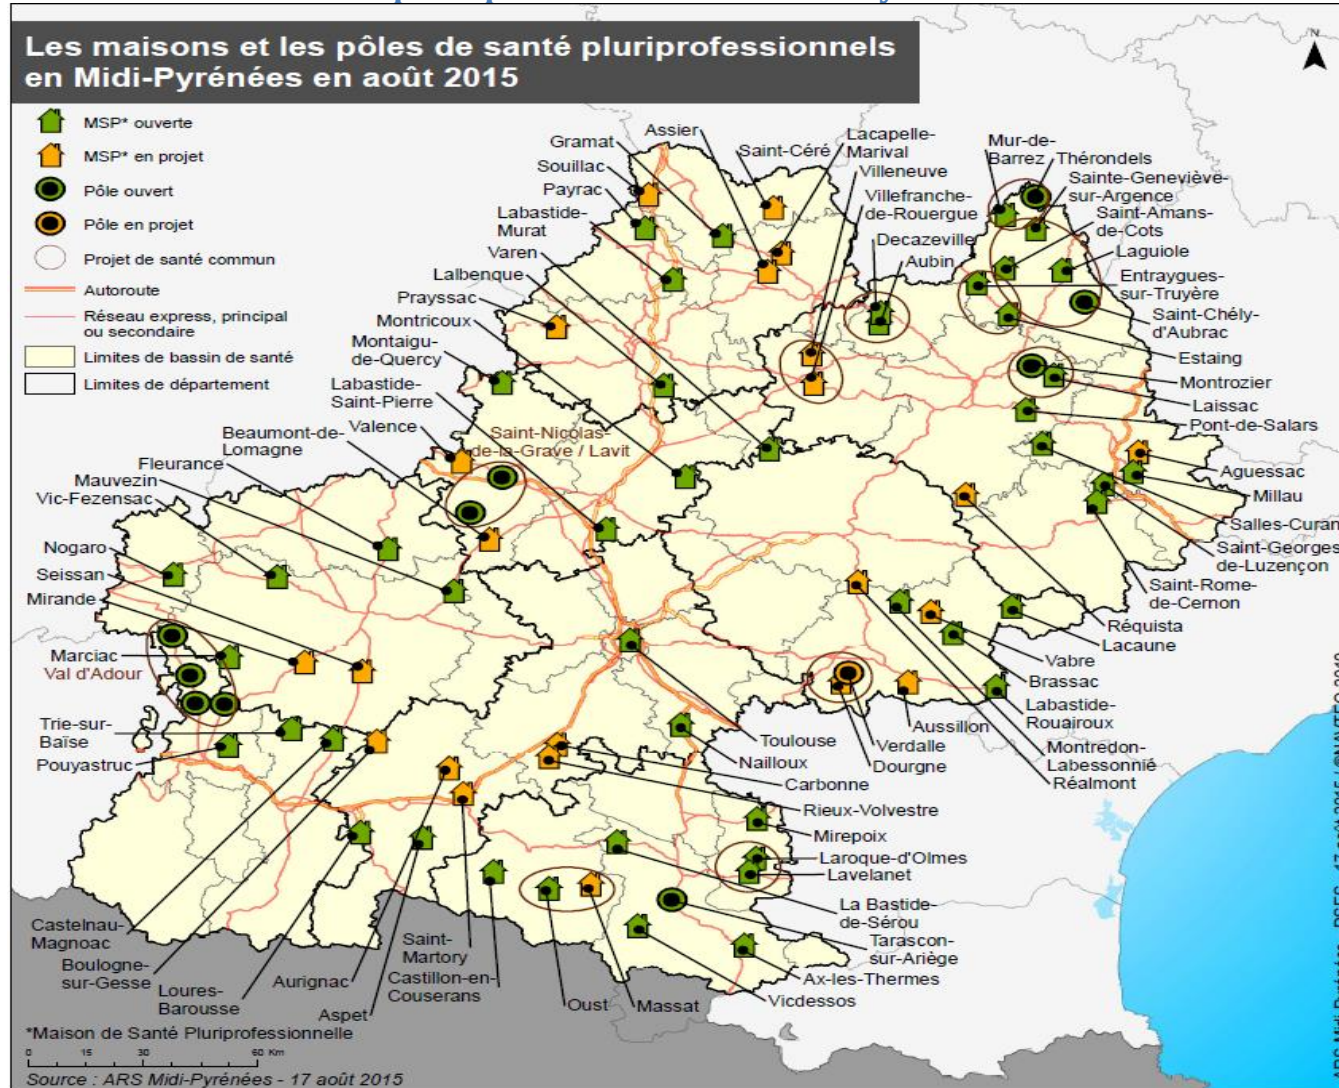 Les maisons et les pôles de santé pluriprofessionnels
en Midi-Pyrénées en août 2015
N
MSP* ouverte
MSP* en projet
Pôle ouvert
Pôle en projet
Projet de santé commun
Autoroute
Réseau express, principal
ou secondaire
Limites de bassin de santé
Limites de département
Assier
Gramat
Souillac
Payrac
Labastide-
Murat
Varen
Lalbenque
Prayssac
Montricoux
Montaigu-
de-Quercy
Labastide-
Saint-Pierre
Valence
Beaumont-de-
Lomagne
Fleurance
Mauvezin
Vic-Fezensac
Nogaro
Seissan
Mirande
Marciac
Val d'Adour
Trie-sur-
Baïse
Pouyastruc
Saint-Nicolas-
de-la-Grave / Lavit
Saint-Céré
Lacapelle-
Marival
Villeneuve
Villefranche-
de-Rouergue
Decazeville
Aubin
Mur-de-
Barrez
Thérondels
Sainte-Geneviève-
sur-Argence
Saint-Amans-
de-Cots
Laguiole
Entraygues-
sur-Truyère
Saint-Chély-
d'Aubrac
Estaing
Montrozier
Laissac
Pont-de-Salars
Aguessac
Millau
Salles-Curan
Saint-Georges-
de-Luzençon
Saint-Rome-
de-Cernon
Réquista
Lacaune
Vabre
Brassac
Labastide-
Rouairoux
Montredon-
Labessonnié
Réalmont
Aussillon
Verdalle
Dourgne
Toulouse
Nailloux
Carbonne
Rieux-Volvestre
Mirepoix
Laroque-d'Olmes
Lavelanet
La Bastide-
de-Sérou
Tarascon-
sur-Ariège
Ax-les-Thermes
Vicdessos
Massat
Oust
Castillon-en-
Couserans
Saint-
Martory
Aspet
Aurignac
Loures-
Barousse
Boulogne-
sur-Gesse
Castelnau-
Magnoac
*Maison de Santé Pluriprofessionnelle
0 15 30 60 Km
Source : ARS Midi-Pyrénées - 17 août 2015